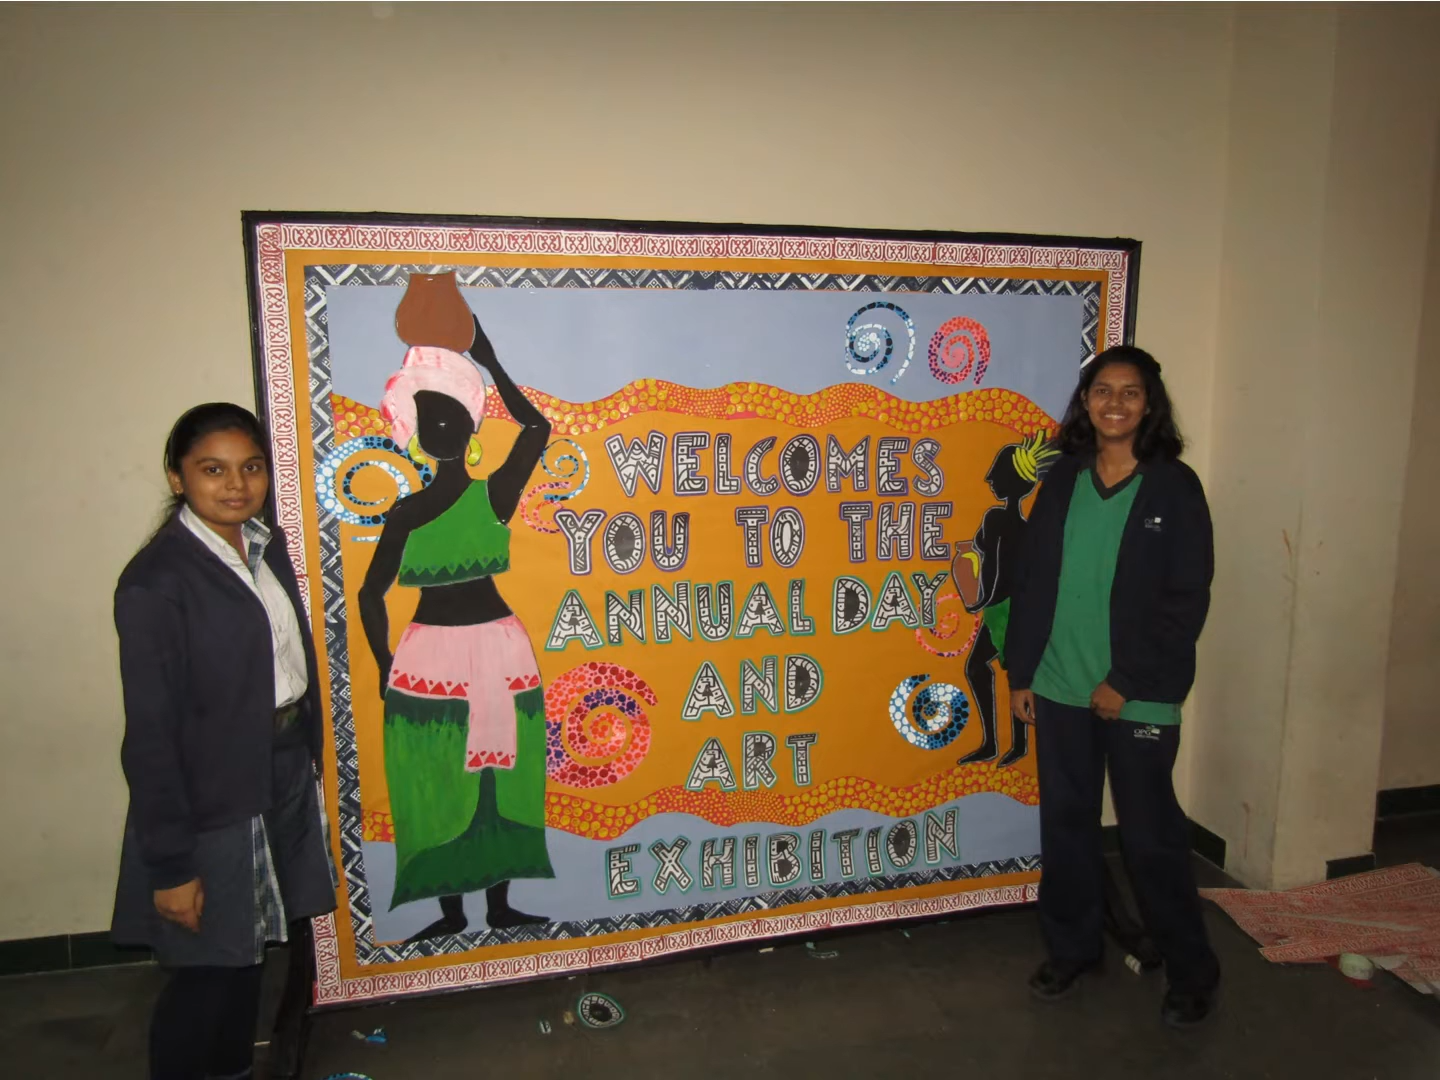 WELCOMES
YOU TO THE
ANNUAL DAY
AND
ART
EXHIBITION